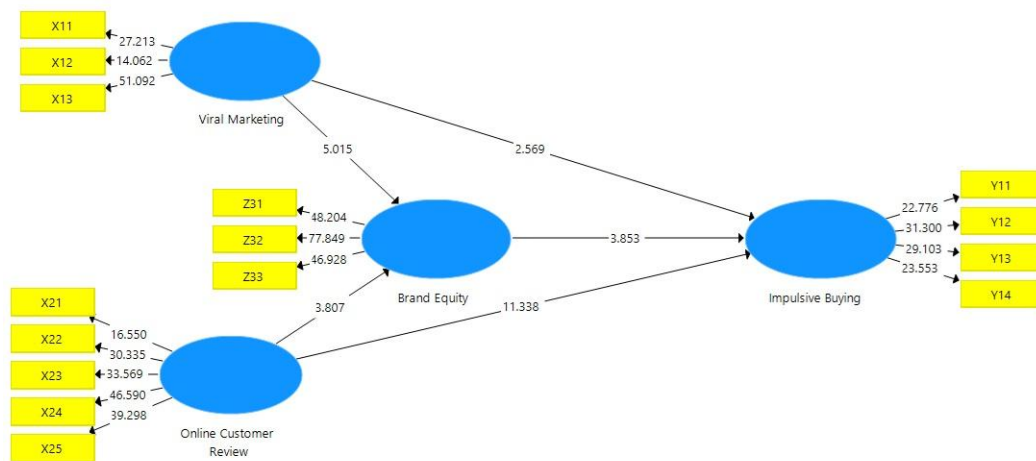 X11
27.213
X12
14.062
X13
51.092
Viral Marketing
5.015
2.569
Z31
48.204
Z32
77.849
Z33
46.928
Brand Equity
3.853
Y11
22.776
Y12
31.300
Y13
29.103
Y14
23.553
Impulsive Buying
3.807
11.338
X21
16.550
X22
30.335
X23
33.569
X24
46.590
X25
39.298
Online Customer
Review